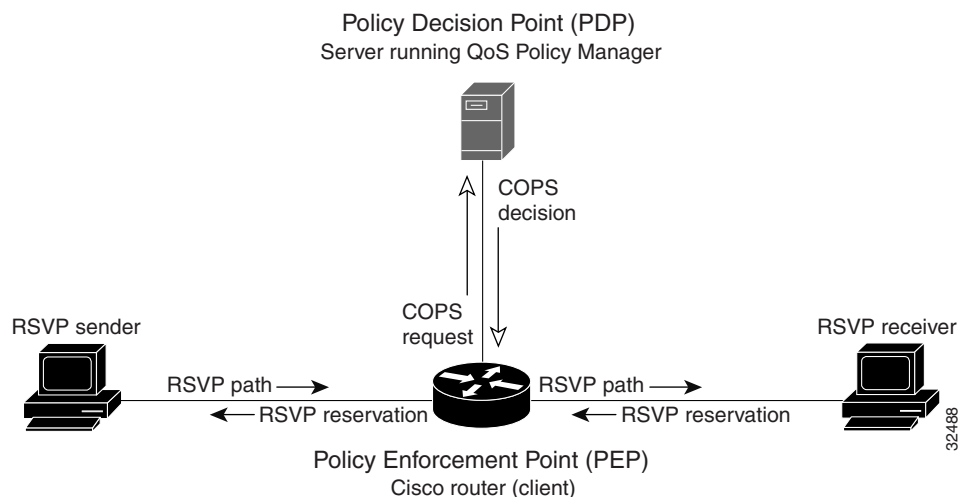 Policy Decision Point (PDP)
Server running QoS Policy Manager
COPS
decision
COPS
request
RSVP sender
RSVP receiver
RSVP path
RSVP path
RSVP reservation
RSVP reservation
Policy Enforcement Point (PEP)
Cisco router (client)
32488